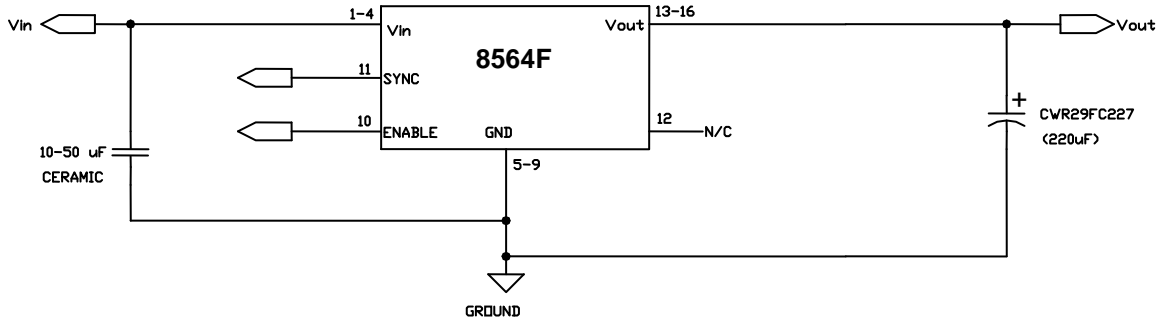 Vin
1-4
Vin
8564F
Vout
13-16
Vout
11
SYNC
10
ENABLE
GND
12
N/C
5-9
10-50 uF
CERAMIC
+
CWR29FC227
(220uF)
GROUND